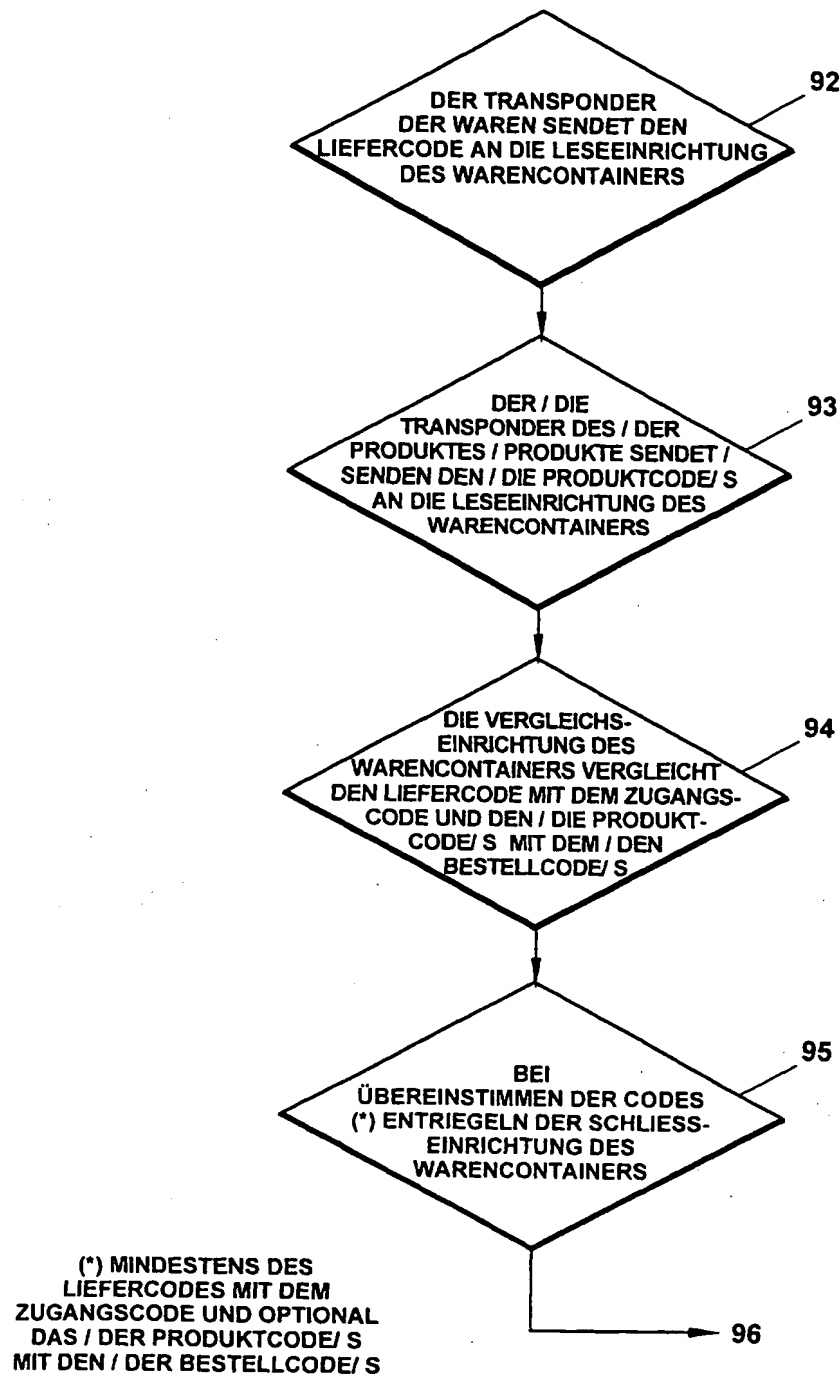 92
DER TRANSPONDER
DER WAREN SENDET DEN
LIEFERCODE AN DIE LESEEINRICHTUNG
DES WARENCONTAINERS
93
DER / DIE
TRANSPONDER DES / DER
PRODUKTES / PRODUKTE SENDET /
SENDEN DEN / DIE PRODUKTCODE/ S
AN DIE LESEEINRICHTUNG DES
WARENCONTAINERS
94
DIE VERGLEICHS-
EINRICHTUNG DES
WARENCONTAINERS VERGLEICHT
DEN LIEFERCODE MIT DEM ZUGANGS-
CODE UND DEN / DIE PRODUKT-
CODE/ S MIT DEM / DEN
BESTELLCODE/ S
95
BEI
ÜBEREINSTIMMEN DER CODES
(*) ENTRIEGELN DER SCHLIESS-
EINRICHTUNG DES
WARENCONTAINERS
(*) MINDESTENS DES
LIEFERCODES MIT DEM
ZUGANGSCODE UND OPTIONAL
DAS / DER PRODUKTCODE/ S
MIT DEN / DER BESTELLCODE/ S
96